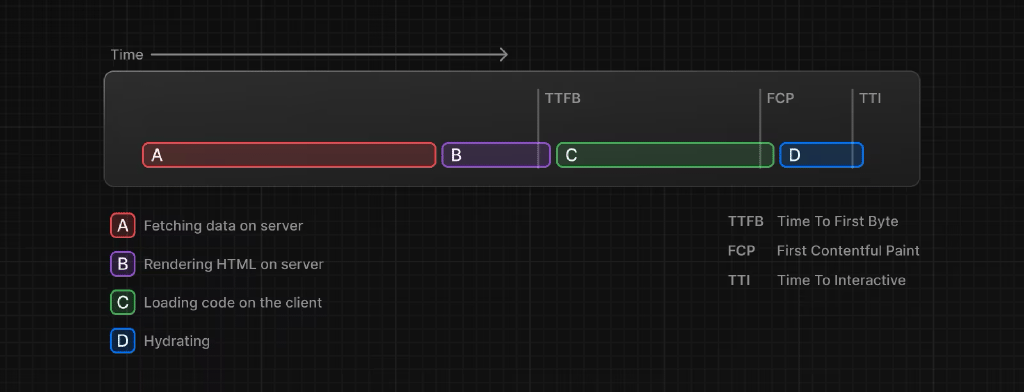 Time
TTFB
FCP
TTI
A
B
C
D
A Fetching data on server
B Rendering HTML on server
C Loading code on the client
D Hydrating
TTFB Time To First Byte
FCP First Contentful Paint
TTI Time To Interactive